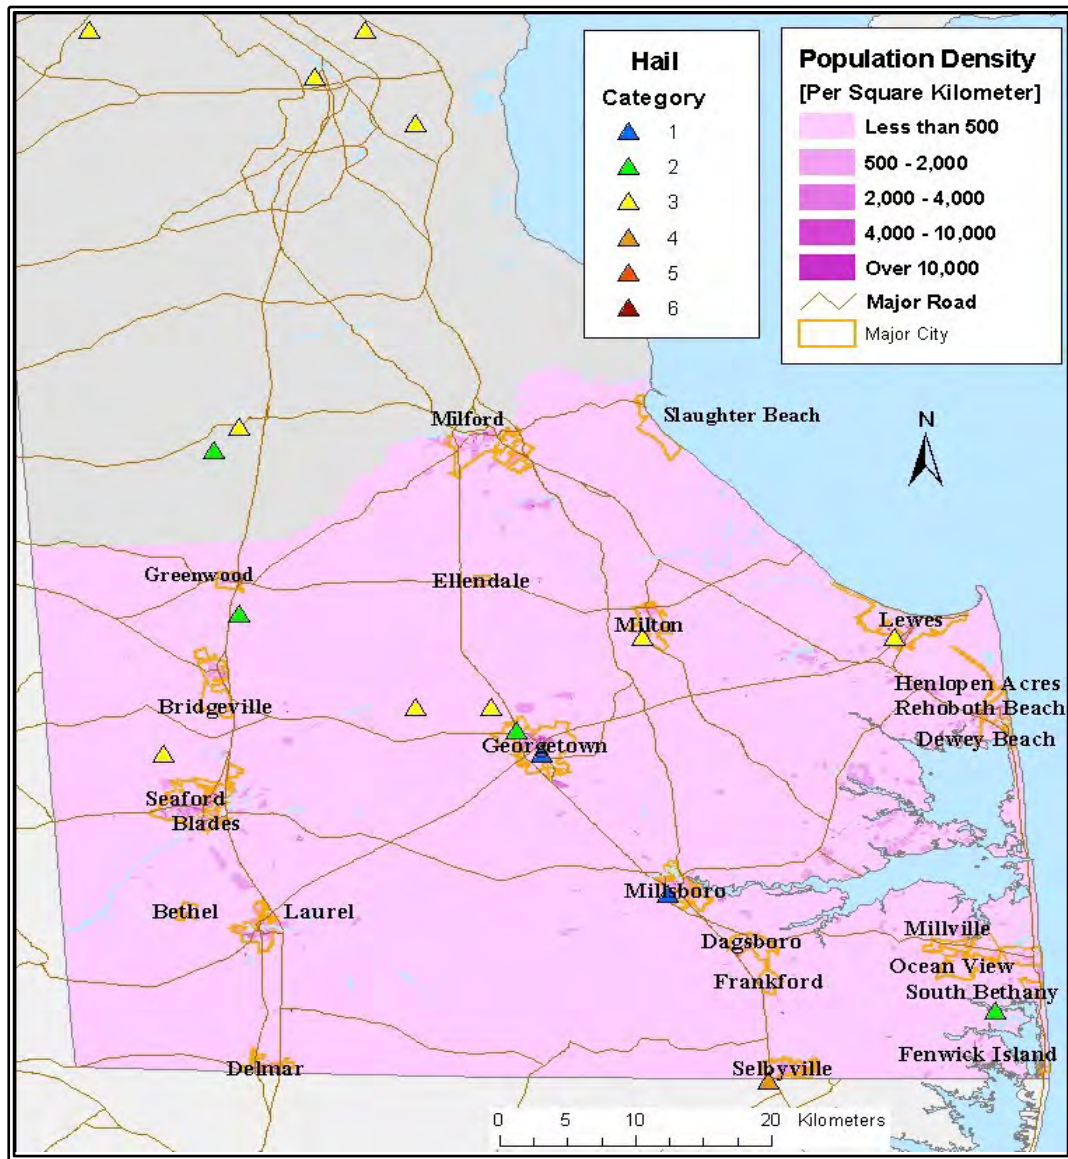 Hail
Category
1
2
3
4
5
6
Population Density
[Per Square Kilometer]
Less than 500
500 - 2,000
2,000 - 4,000
4,000 - 10,000
Over 10,000
Major Road
Major City
Milford
Slaughter Beach
N
Greenwood
Ellendale
Milton
Lewes
Henlopen Acres
Bridgeville
Rehoboth Beach
Georgetown
Dewey Beach
Seaford
Blades
Millsboro
Bethel
Laurel
Millville
Dagsboro
Ocean View
Frankford
South Bethany
Fenwick Island
Delmar
Selbyville
0 5 10 20 Kilometers